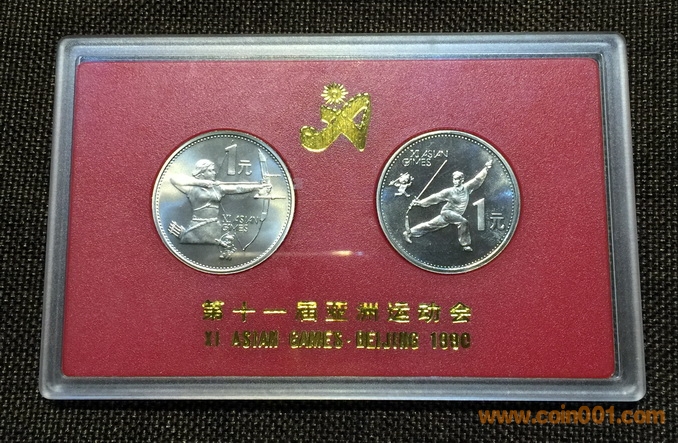 1元
XI ASIAN
GAMES
XI ASIAN
GAMES
1元
第十一届亚洲运动会
XI ASIAN GAMES·BEIJING 1990
www.coin001.com